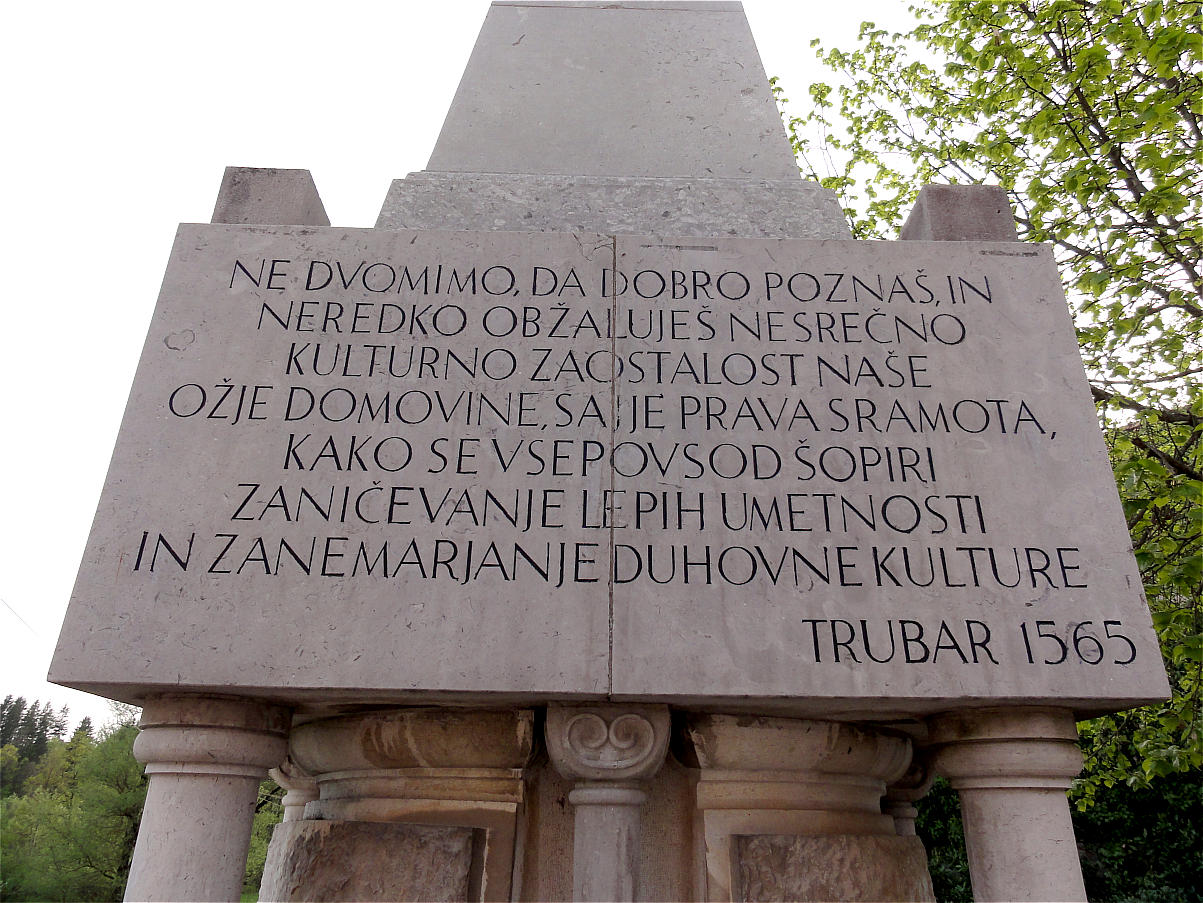 NE DVOMIMO, DA DOBRO POZNAŠ, IN
NEREDKO OBŽALUJEŠ NESREČNO
KULTURNO ZAOSTALOST NAŠE
OŽJE DOMOVINE, SAJ JE PRAVA SRAMOTA,
KAKO SE VSEPOVSOD ŠOPIRI
ZANIČEVANJE LEPIH UMETNOSTI
IN ZANEMARJANJE DUHOVNE KULTURE
TRUBAR 1565